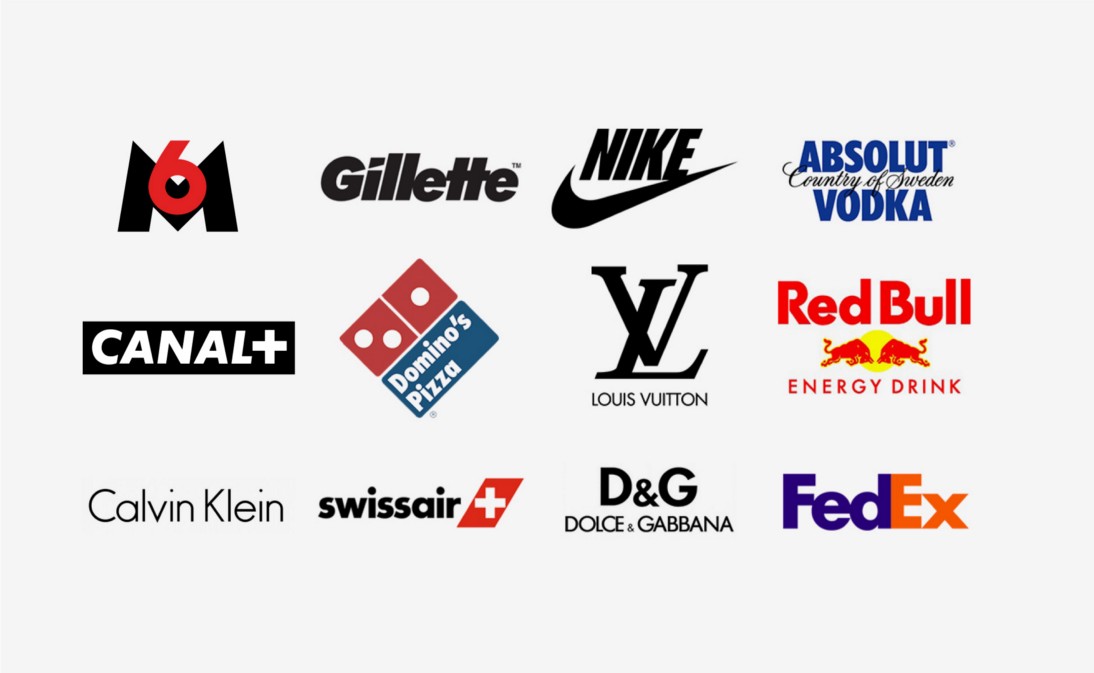 M6
Gillette™
NIKE
ABSOLUT®
Country of Sweden
VODKA
CANAL+
Domino's
Pizza
®
LV
LOUIS VUITTON
Red Bull
ENERGY DRINK
Calvin Klein
swissair
D&G
DOLCE & GABBANA
FedEx